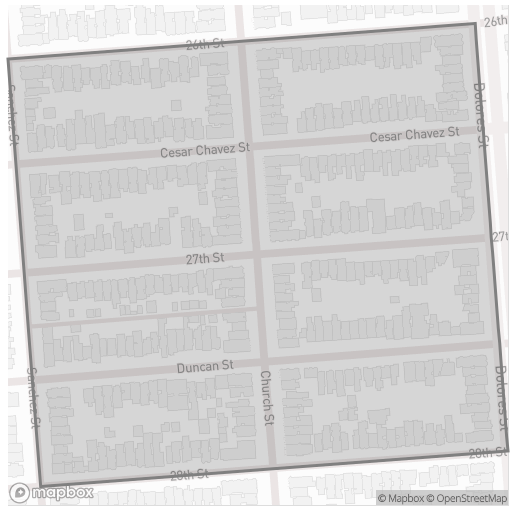 26th St
26th
Sanchez St
Dolores St
Cesar Chavez St
Cesar Chavez St
27th
27th St
Duncan St
Church St
Sanchez St
Dolores St
28th St
28th St
mapbox
© Mapbox © OpenStreetMap